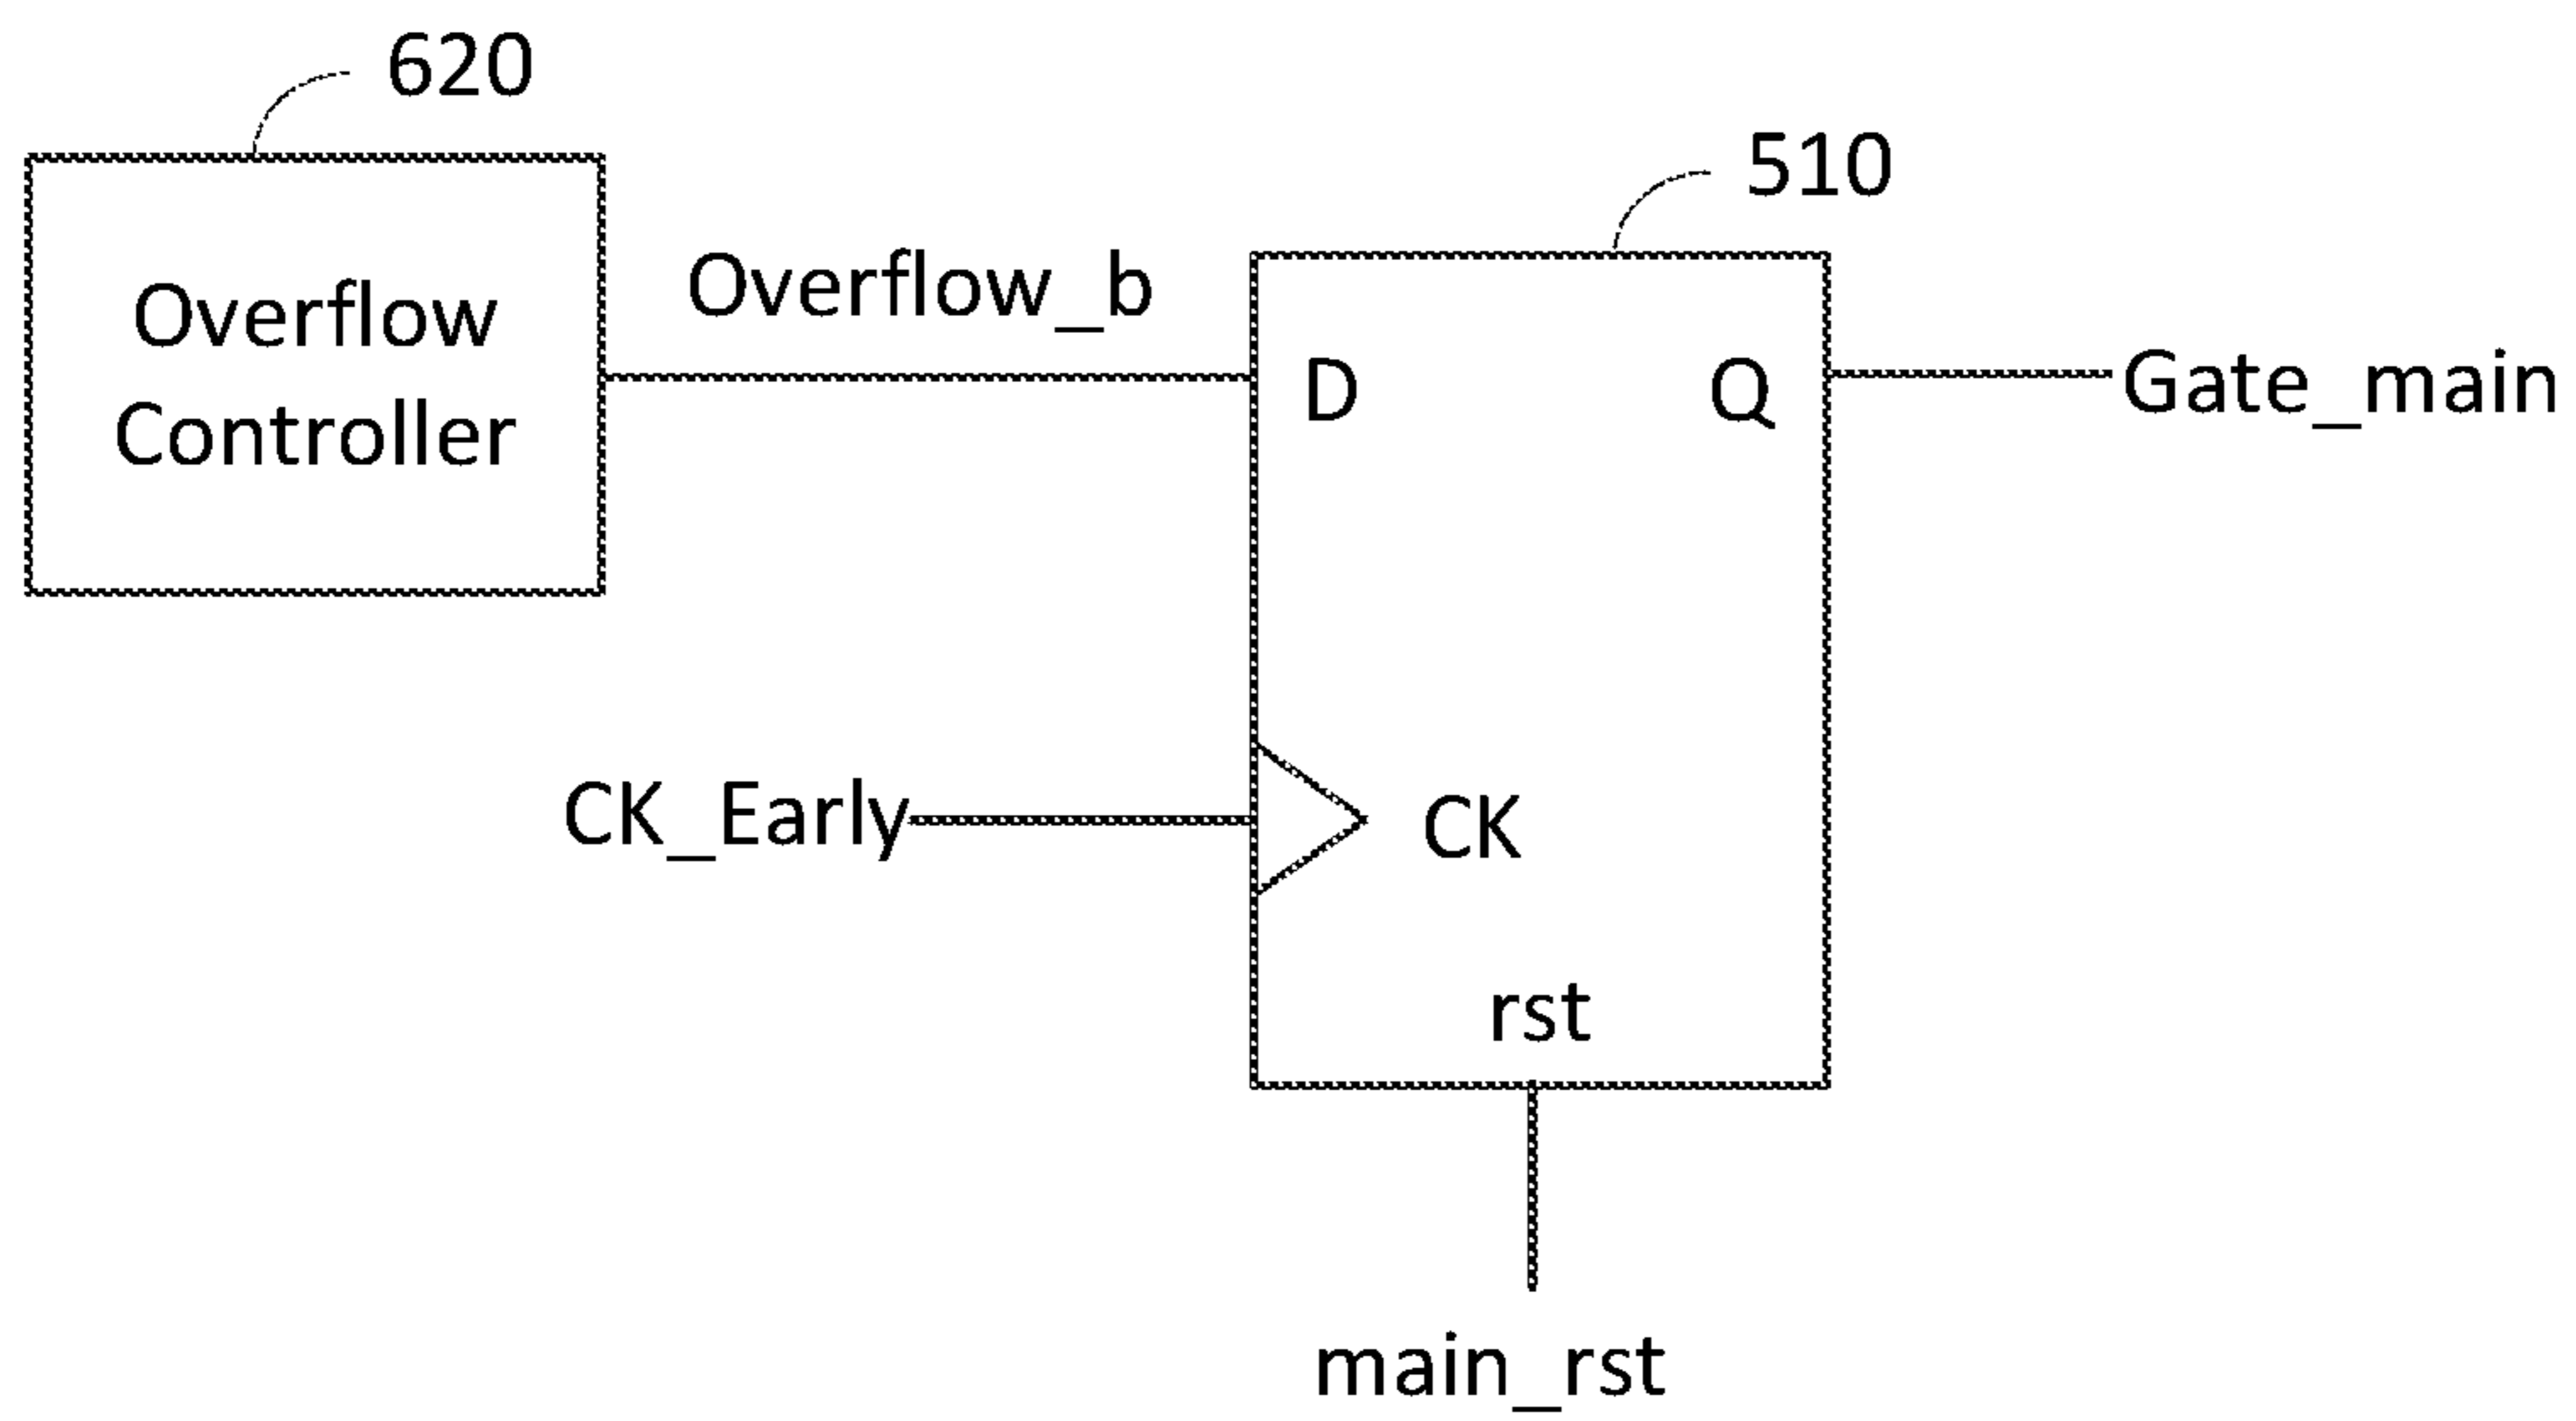 620
510
Overflow
Controller
Overflow_b
D
Q
Gate_main
CK_Early
CK
rst
main_rst